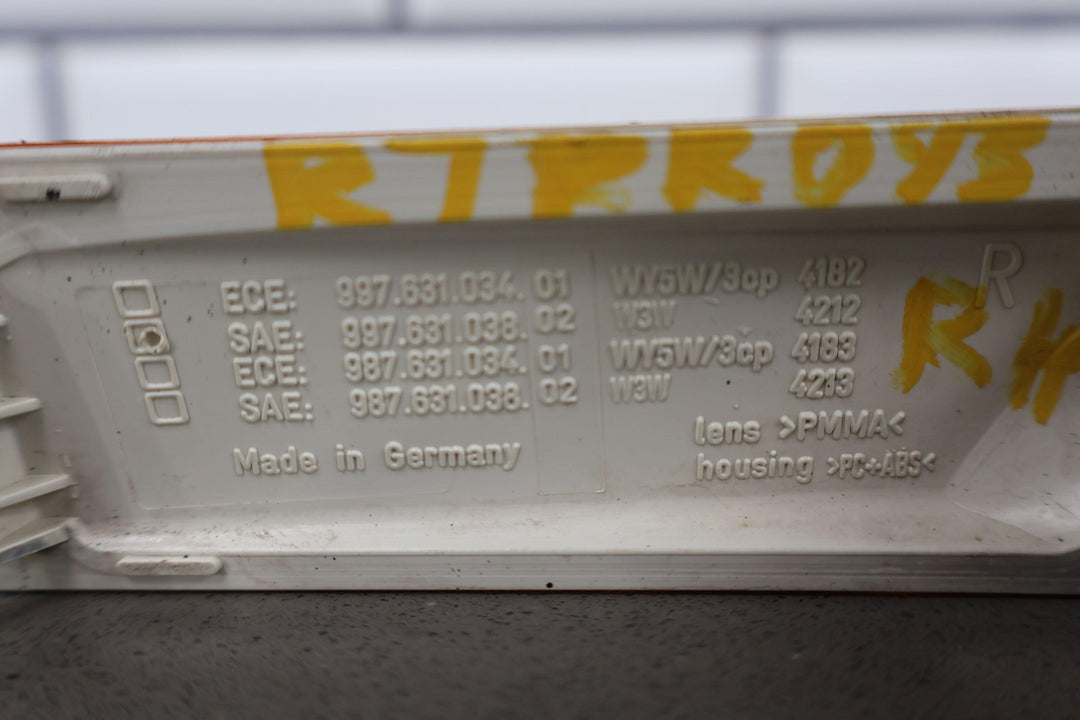 R7PRR0Y3
R
RH
ECE: 997.631.034. 01 WY5W/3cp 4182
SAE: 997.631.038. 02 W3W 4212
ECE: 987.631.034. 01 WY5W/3cp 4183
SAE: 987.631.038. 02 W3W 4213
lens >PMMA<
Made in Germany
housing >PC+ABS<